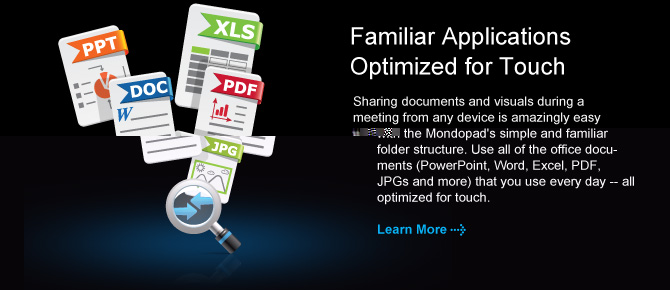 XLS
PPT
DOC
PDF
W
JPG
Familiar Applications
Optimized for Touch
Sharing documents and visuals during a
meeting from any device is amazingly easy
the Mondopad's simple and familiar
folder structure. Use all of the office docu-
ments (PowerPoint, Word, Excel, PDF,
JPGs and more) that you use every day -- all
optimized for touch.
Learn More